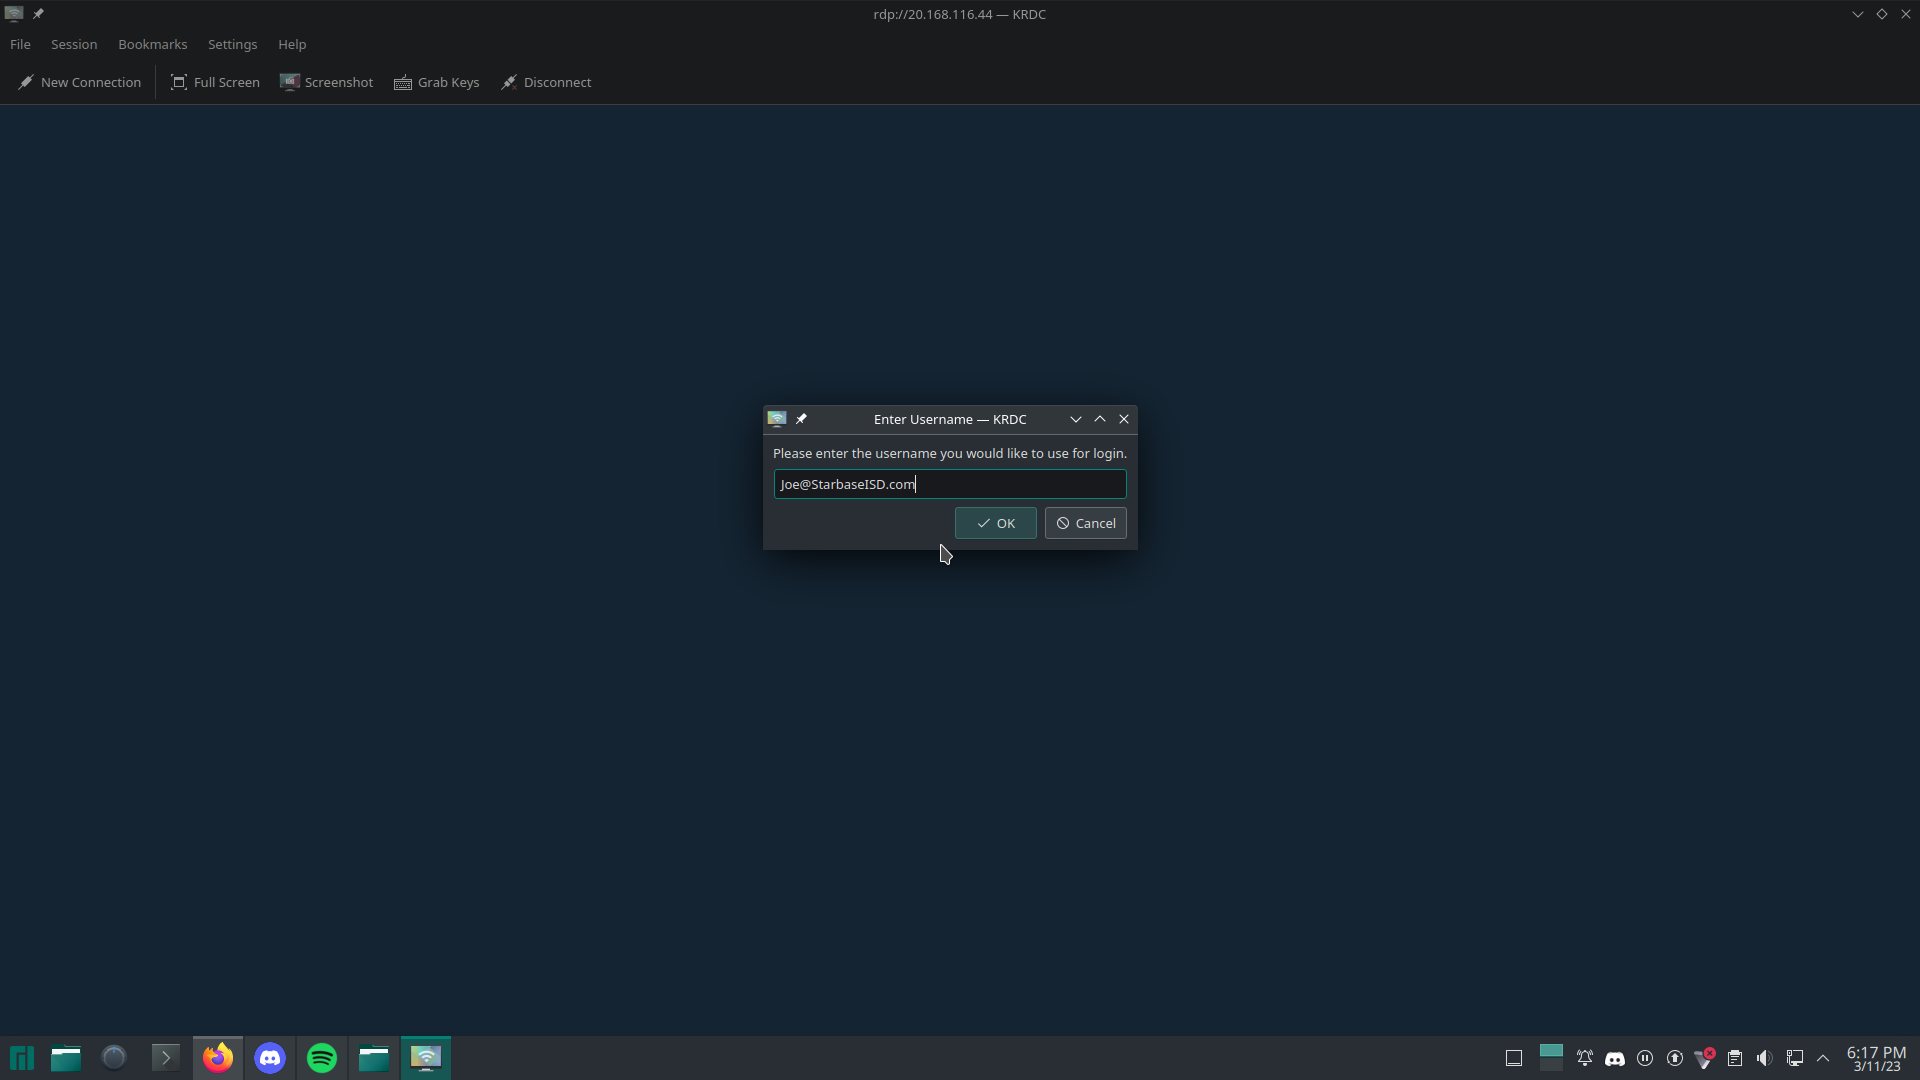 rdp://20.168.116.44 — KRDC
File Session Bookmarks Settings Help
New Connection Full Screen Screenshot Grab Keys Disconnect
Enter Username — KRDC
Please enter the username you would like to use for login.
Joe@StarbaseISD.com
OK Cancel
6:17 PM
3/11/23